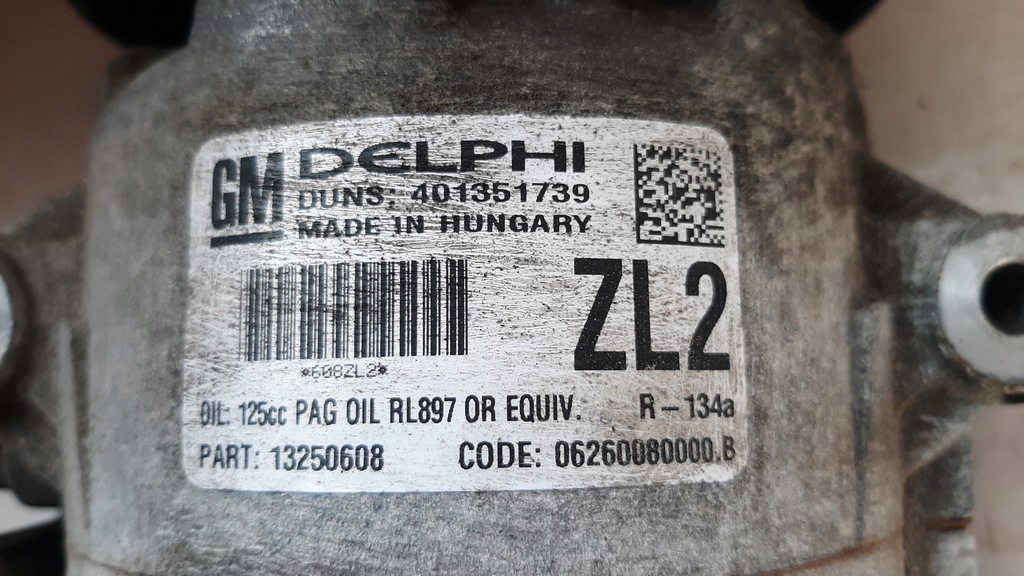 GM DELPHI
DUNS: 401351739
MADE IN HUNGARY
ZL2
*608ZL2*
OIL: 125cc PAG OIL RL897 OR EQUIV. R-134a
PART: 13250608 CODE: 06260080000.B